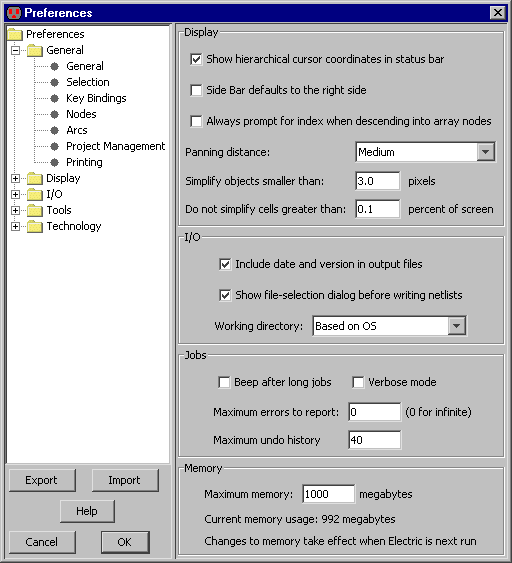 Preferences
Preferences
General
General
Selection
Key Bindings
Nodes
Arcs
Project Management
Printing
Display
I/O
Tools
Technology
Export
Import
Help
Cancel
OK
Display
Show hierarchical cursor coordinates in status bar
Side Bar defaults to the right side
Always prompt for index when descending into array nodes
Panning distance: Medium
Simplify objects smaller than: 3.0 pixels
Do not simplify cells greater than: 0.1 percent of screen
I/O
Include date and version in output files
Show file-selection dialog before writing netlists
Working directory: Based on OS
Jobs
Beep after long jobs Verbose mode
Maximum errors to report: 0 (0 for infinite)
Maximum undo history 40
Memory
Maximum memory: 1000 megabytes
Current memory usage: 992 megabytes
Changes to memory take effect when Electric is next run